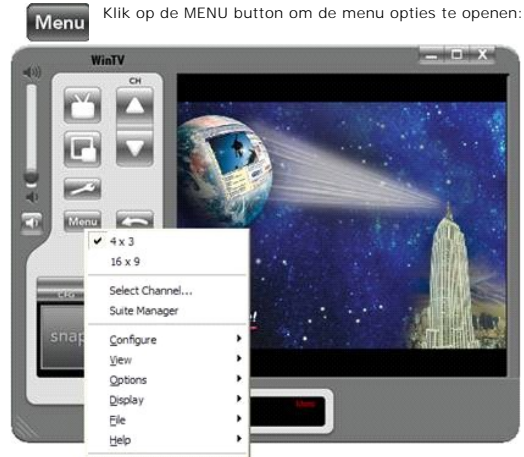 Menu
Klik op de MENU button om de menu opties te openen:
WinTV
CH
Menu
4 x 3
16 x 9
Select Channel...
Suite Manager
CFG
snap
Configure
View
Options
Display
File
Help